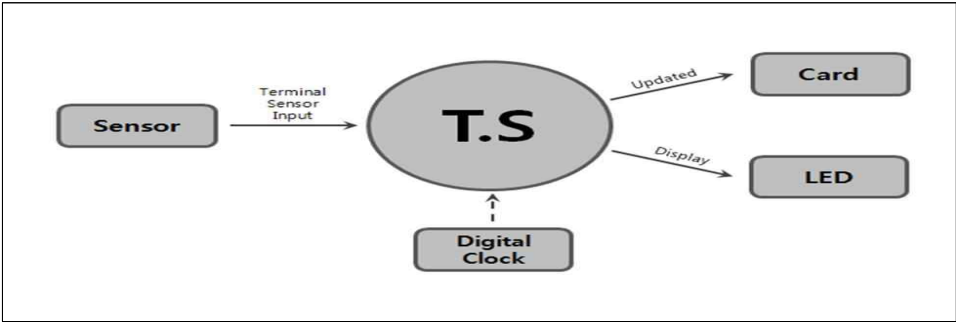 Sensor
Terminal
Sensor
Input
T.S
Updated
Card
Display
LED
Digital
Clock